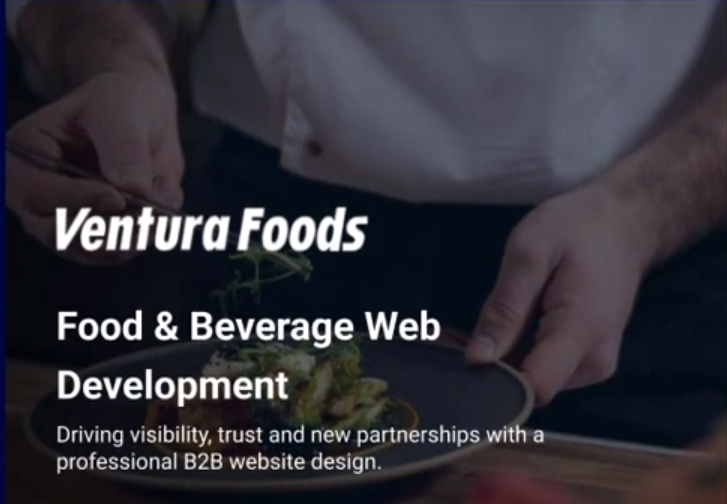 Ventura Foods
Food & Beverage Web
Development
Driving visibility, trust and new partnerships with a
professional B2B website design.